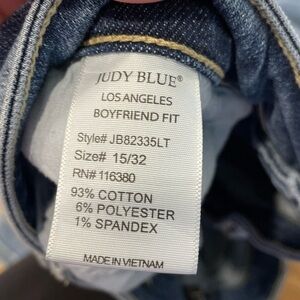 JUDY BLUE®
LOS ANGELES
BOYFRIEND FIT
Style# JB82335LT
Size# 15/32
RN# 116380
93% COTTON
6% POLYESTER
1% SPANDEX
MADE IN VIETNAM